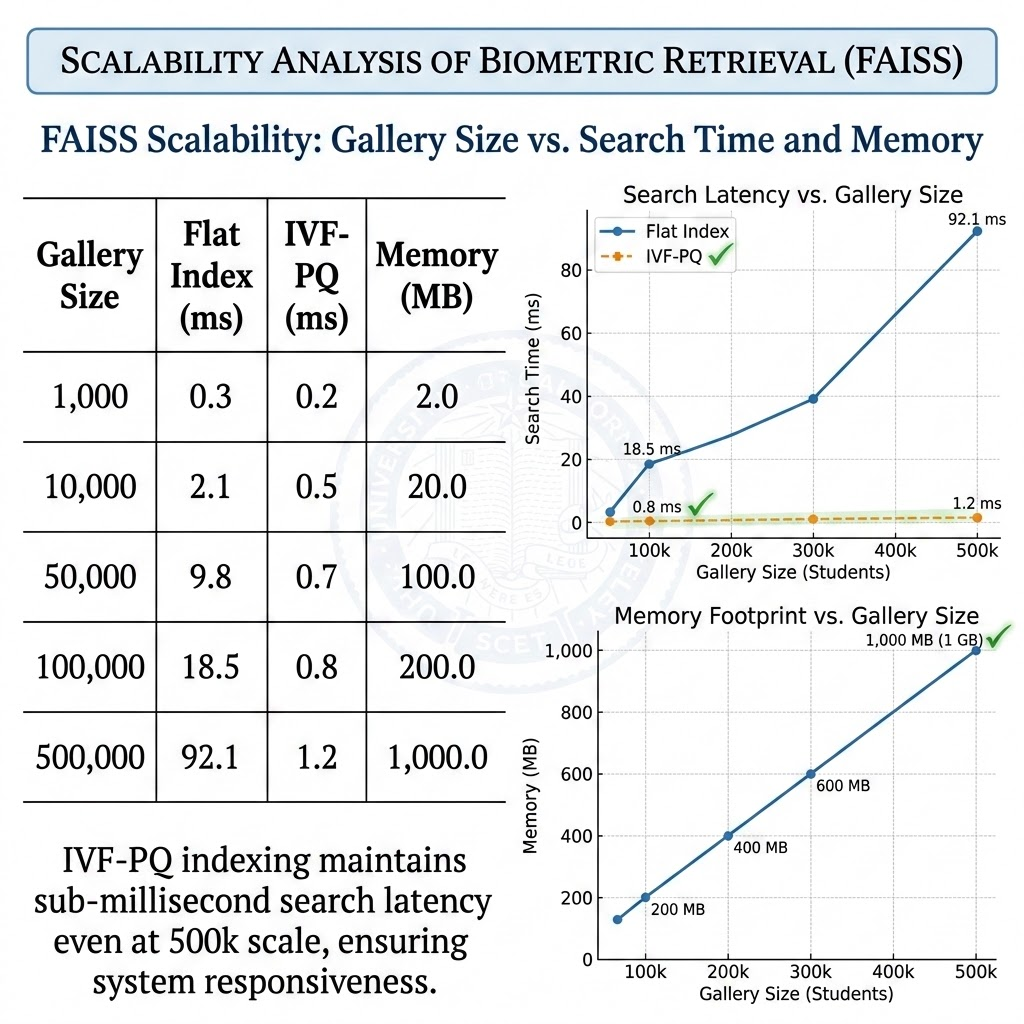 SCALABILITY ANALYSIS OF BIOMETRIC RETRIEVAL (FAISS)
FAISS Scalability: Gallery Size vs. Search Time and Memory
Gallery Size | Flat Index (ms) | IVF-PQ (ms) | Memory (MB)
1,000 | 0.3 | 0.2 | 2.0
10,000 | 2.1 | 0.5 | 20.0
50,000 | 9.8 | 0.7 | 100.0
100,000 | 18.5 | 0.8 | 200.0
500,000 | 92.1 | 1.2 | 1,000.0
IVF-PQ indexing maintains
sub-millisecond search latency
even at 500k scale, ensuring
system responsiveness.
Search Latency vs. Gallery Size
Flat Index
IVF-PQ
92.1 ms
18.5 ms
0.8 ms
1.2 ms
Search Time (ms)
80
60
40
20
0
100k 200k 300k 400k 500k
Gallery Size (Students)
Memory Footprint vs. Gallery Size
1,000 MB (1 GB)
600 MB
400 MB
200 MB
Memory (MB)
1,000
800
600
400
200
0
100k 200k 300k 400k 500k
Gallery Size (Students)
SCET